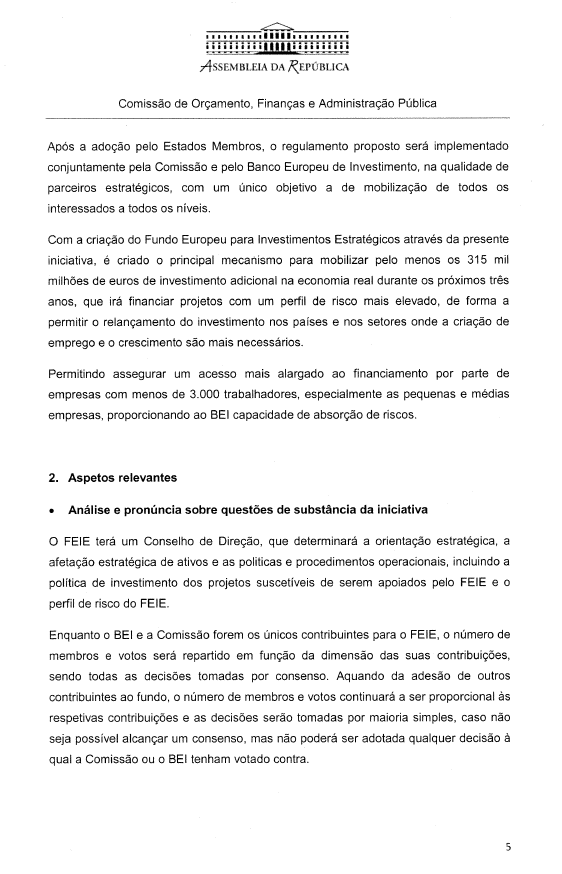 ASSEMBLEIA DA REPÚBLICA
Comissão de Orçamento, Finanças e Administração Pública
Após a adoção pelo Estados Membros, o regulamento proposto será implementado
conjuntamente pela Comissão e pelo Banco Europeu de Investimento, na qualidade de
parceiros estratégicos, com um único objetivo a de mobilização de todos os
interessados a todos os níveis.
Com a criação do Fundo Europeu para Investimentos Estratégicos através da presente
iniciativa, é criado o principal mecanismo para mobilizar pelo menos os 315 mil
milhões de euros de investimento adicional na economia real durante os próximos três
anos, que irá financiar projetos com um perfil de risco mais elevado, de forma a
permitir o relançamento do investimento nos países e nos setores onde a criação de
emprego e o crescimento são mais necessários.
Permitindo assegurar um acesso mais alargado ao financiamento por parte de
empresas com menos de 3.000 trabalhadores, especialmente as pequenas e médias
empresas, proporcionando ao BEI capacidade de absorção de riscos.
2. Aspetos relevantes
• Análise e pronúncia sobre questões de substância da iniciativa
O FEIE terá um Conselho de Direção, que determinará a orientação estratégica, a
afetação estratégica de ativos e as politicas e procedimentos operacionais, incluindo a
política de investimento dos projetos suscetíveis de serem apoiados pelo FEIE e o
perfil de risco do FEIE.
Enquanto o BEI e a Comissão forem os únicos contribuintes para o FEIE, o número de
membros e votos será repartido em função da dimensão das suas contribuições,
sendo todas as decisões tomadas por consenso. Aquando da adesão de outros
contribuintes ao fundo, o número de membros e votos continuará a ser proporcional às
respetivas contribuições e as decisões serão tomadas por maioria simples, caso não
seja possível alcançar um consenso, mas não poderá ser adotada qualquer decisão à
qual a Comissão ou o BEI tenham votado contra.
5